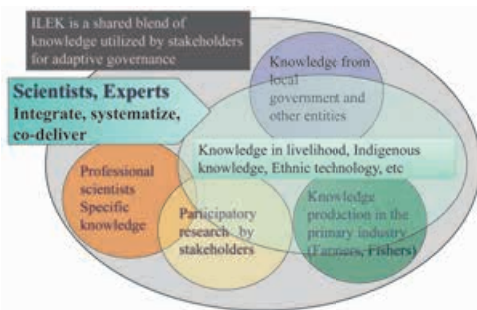 ILEK is a shared blend of
knowledge utilized by stakeholders
for adaptive governance
Scientists, Experts
Integrate, systematize,
co-deliver
Knowledge from
local
government and
other entities
Knowledge in livelihood, Indigenous
knowledge, Ethnic technology, etc
Professional
scientists
Specific
knowledge
Participatory
research by
stakeholders
Knowledge
production in the
primary industry
(Farmers, Fishers)